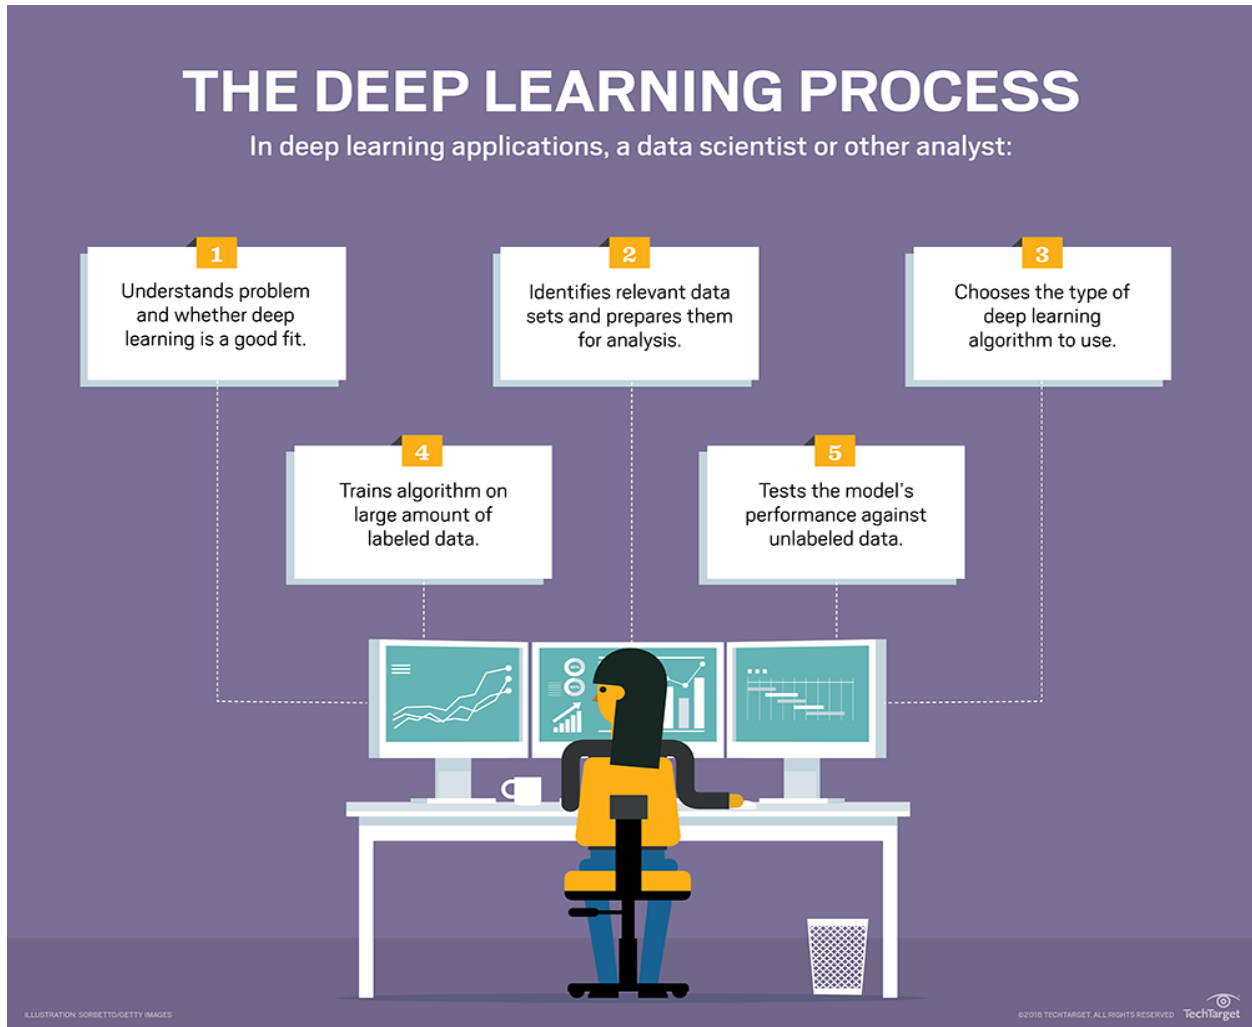 THE DEEP LEARNING PROCESS
In deep learning applications, a data scientist or other analyst:
1
Understands problem
and whether deep
learning is a good fit.
2
Identifies relevant data
sets and prepares them
for analysis.
3
Chooses the type of
deep learning
algorithm to use.
4
Trains algorithm on
large amount of
labeled data.
5
Tests the model's
performance against
unlabeled data.
ILLUSTRATION: SORBETTO/GETTY IMAGES
©2018 TECHTARGET. ALL RIGHTS RESERVED
TechTarget